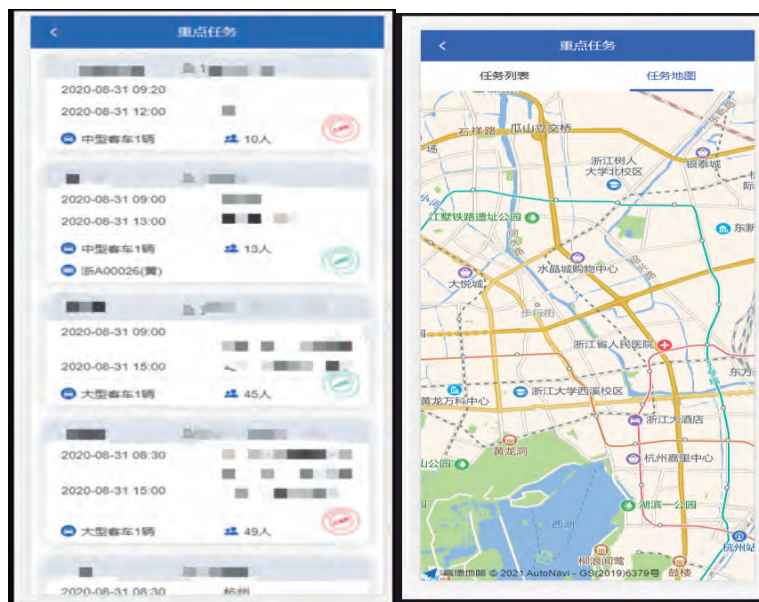 重点任务
2020-08-31 09:20
2020-08-31 12:00
中型客车1辆 10人
2020-08-31 09:00
2020-08-31 13:00
中型客车1辆 13人
浙A00026(黄)
2020-08-31 09:00
2020-08-31 15:00
大型客车1辆 45人
2020-08-31 08:30
2020-08-31 15:00
大型客车1辆 49人
2020-08-31 08:30 杭州
重点任务
任务列表 任务地图
石祥路 瓜山立交桥
场
浙江树人
大学北校区
银泰城
杭
际
小河
江墅铁路遗址公园
东新
水晶城购物中心
大悦城
步行街
浙江省人民医院
东方
黄龙万科中心
浙江大学西溪校区
浙江大酒店
黄龙洞
杭州嘉里中心
山公园
湖滨一公园
西湖
杭州站
柳浪闻莺
鼓楼
高德地图 © 2021 AutoNavi - GS(2019)6379号